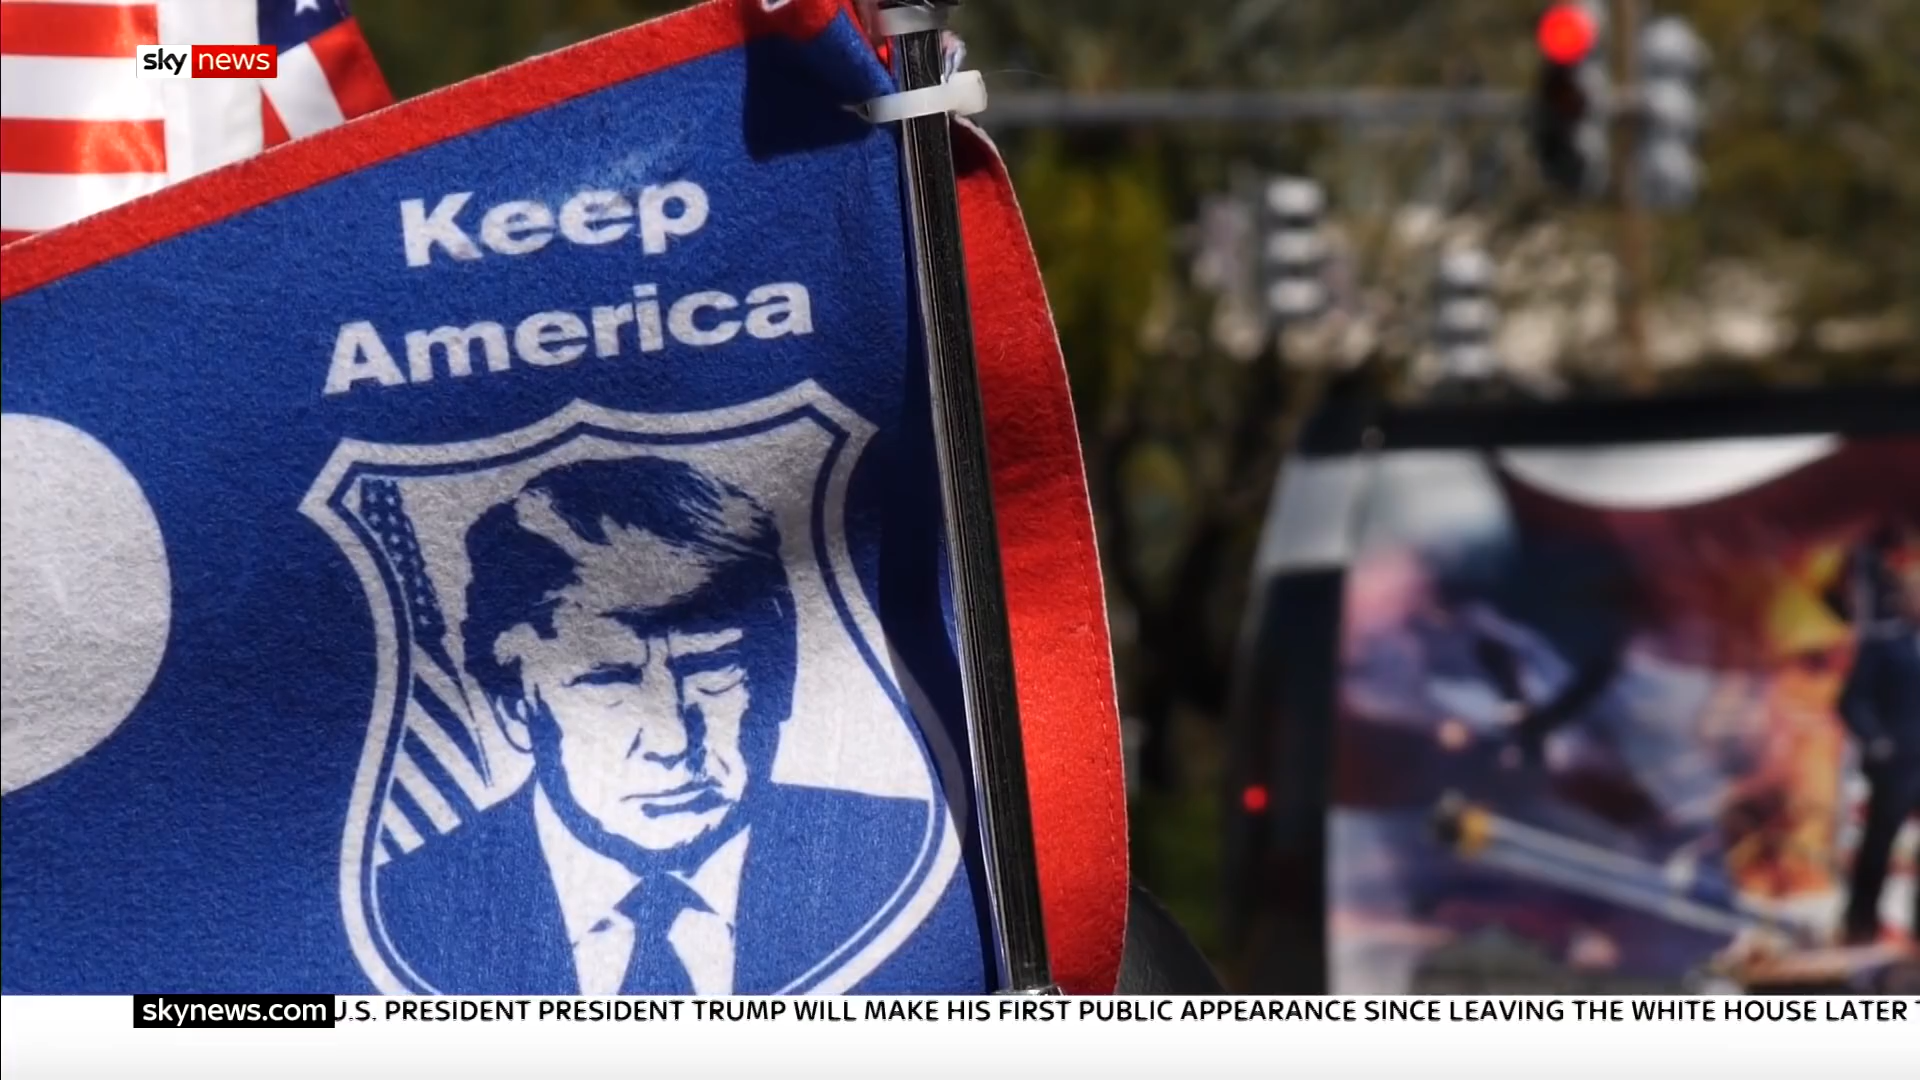 sky news
Keep
America
skynews.com
U.S. PRESIDENT PRESIDENT TRUMP WILL MAKE HIS FIRST PUBLIC APPEARANCE SINCE LEAVING THE WHITE HOUSE LATER